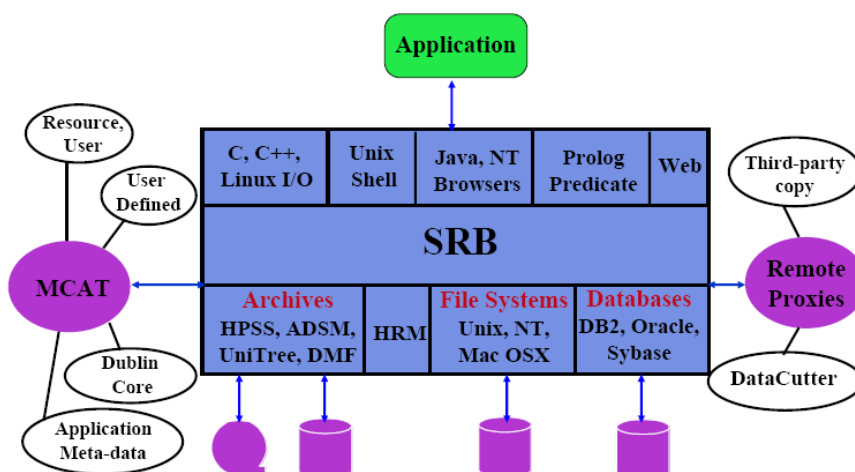 Application
Resource,
User
User
Defined
MCAT
Dublin
Core
Application
Meta-data
C, C++,
Linux I/O
Unix
Shell
Java, NT
Browsers
Prolog
Predicate
Web
SRB
Archives
HPSS, ADSM,
UniTree, DMF
HRM
File Systems
Unix, NT,
Mac OSX
Databases
DB2, Oracle,
Sybase
Third-party
copy
Remote
Proxies
DataCutter